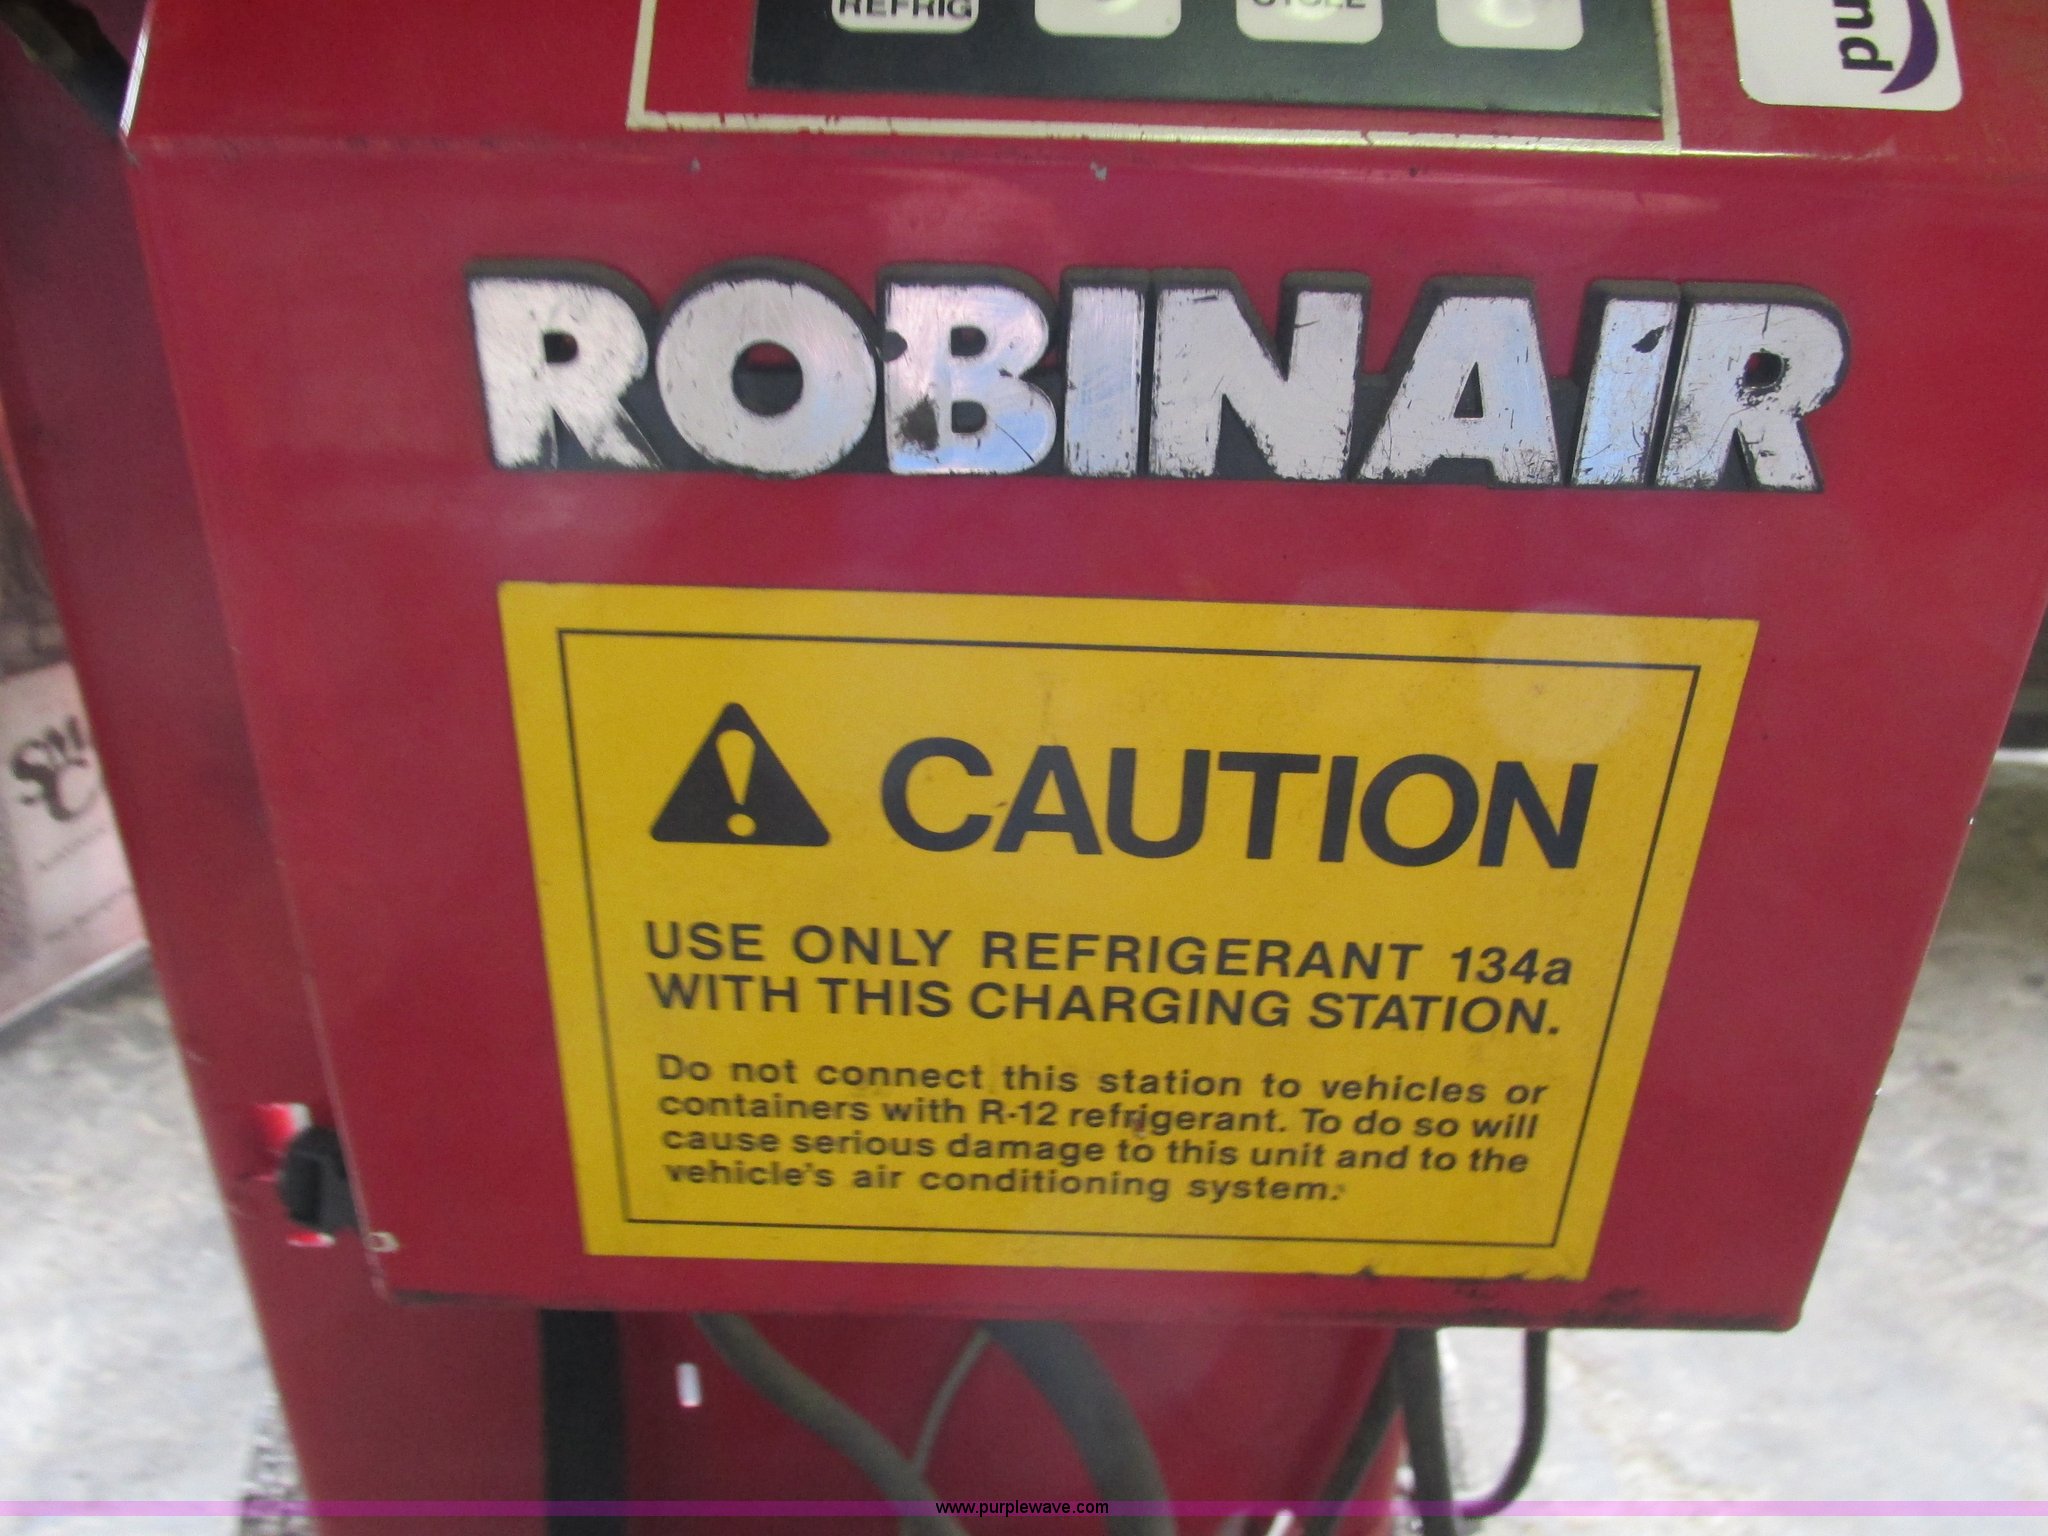 REFRIG
CYCLE
nd
ROBINAIR
CAUTION
USE ONLY REFRIGERANT 134a
WITH THIS CHARGING STATION.
Do not connect this station to vehicles or
containers with R-12 refrigerant. To do so will
cause serious damage to this unit and to the
vehicle's air conditioning system.
www.purplewave.com